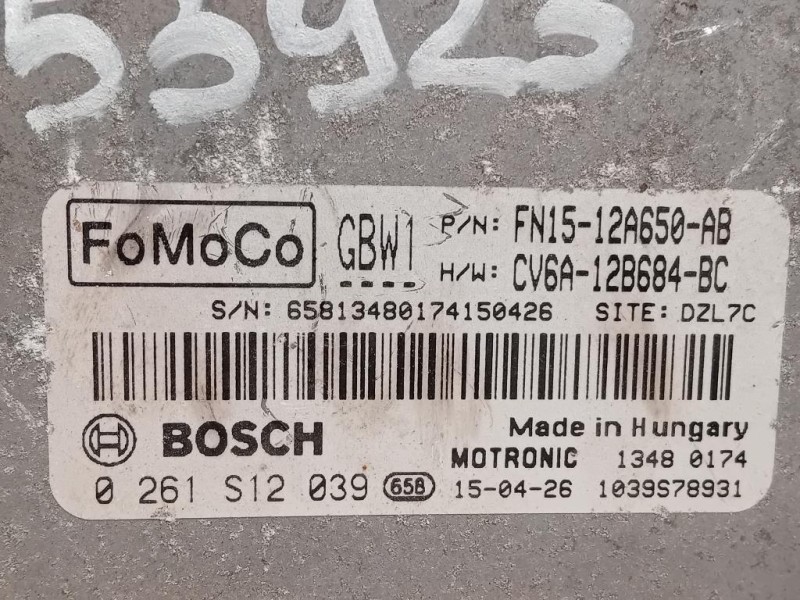 55925
FoMoCo
GBW1
P/N: FN15-12A650-AB
H/W: CV6A-12B684-BC
S/N: 65813480174150426 SITE: DZL7C
BOSCH
Made in Hungary
MOTRONIC 1348 0174
0 261 S12 039 658 15-04-26 1039S78931